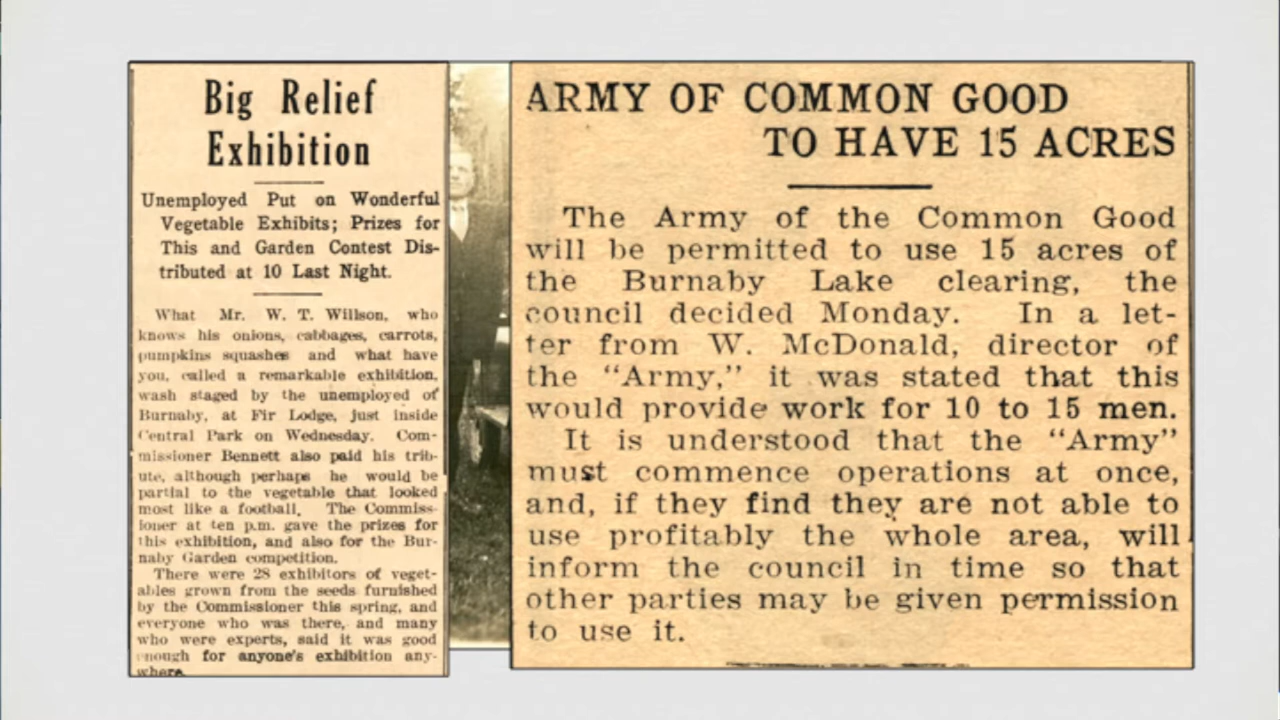 Big Relief
Exhibition
Unemployed Put on Wonderful
Vegetable Exhibits; Prizes for
This and Garden Contest Dis-
tributed at 10 Last Night.
What Mr. W. T. Willson, who
knows his onions, cabbages, carrots,
pumpkins squashes and what have
you, called a remarkable exhibition,
wash staged by the unemployed of
Burnaby, at Fir Lodge, just inside
Central Park on Wednesday. Com-
missioner Bennett also paid his trib-
ute, although perhaps he would be
partial to the vegetable that looked
most like a football. The Commiss-
ioner at ten p.m. gave the prizes for
this exhibition, and also for the Bur-
naby Garden competition.
There were 28 exhibitors of veget-
ables grown from the seeds furnished
by the Commissioner this spring, and
everyone who was there, and many
who were experts, said it was good
enough for anyone's exhibition any-
where.
ARMY OF COMMON GOOD
TO HAVE 15 ACRES
The Army of the Common Good
will be permitted to use 15 acres of
the Burnaby Lake clearing, the
council decided Monday. In a let-
ter from W. McDonald, director of
the "Army," it was stated that this
would provide work for 10 to 15 men.
It is understood that the "Army"
must commence operations at once,
and, if they find they are not able to
use profitably the whole area, will
inform the council in time so that
other parties may be given permission
to use it.